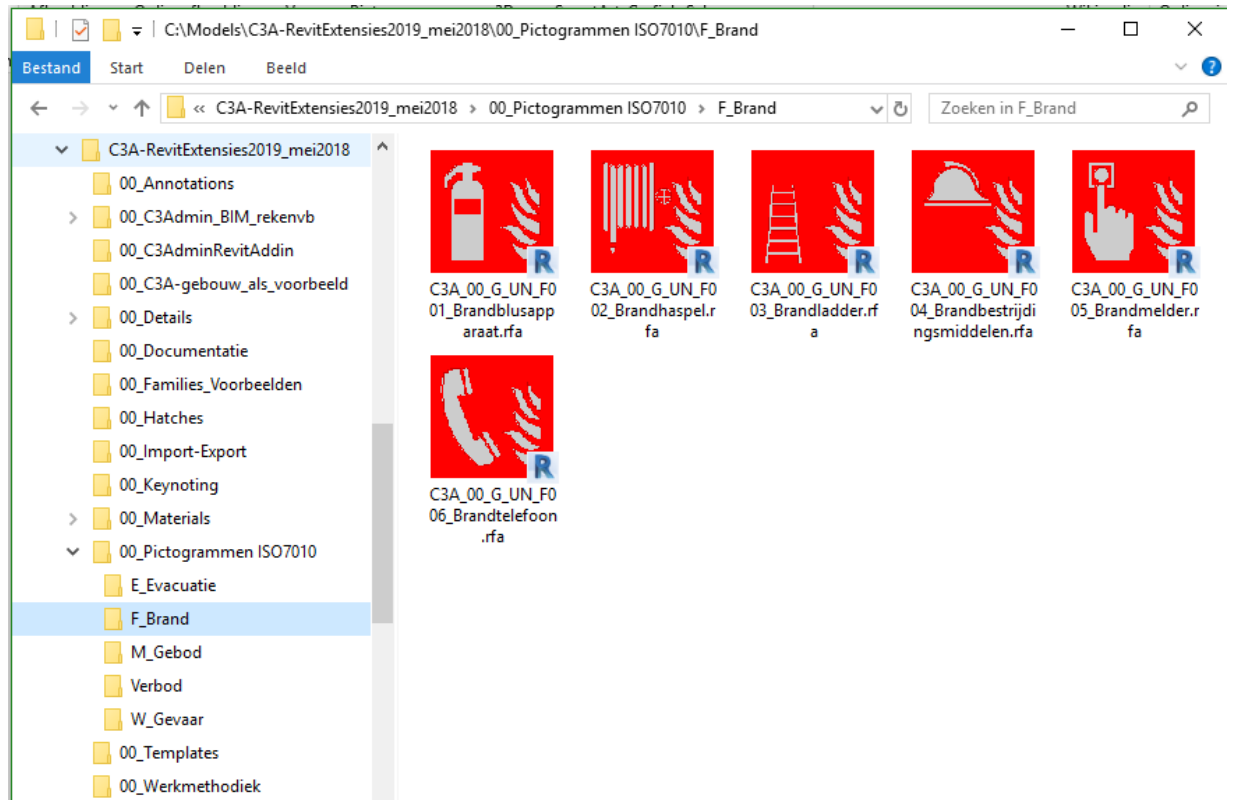 C:\Models\C3A-RevitExtensies2019_mei2018\00_Pictogrammen ISO7010\F_Brand
Bestand Start Delen Beeld
« C3A-RevitExtensies2019_mei2018 › 00_Pictogrammen ISO7010 › F_Brand
Zoeken in F_Brand
C3A-RevitExtensies2019_mei2018
00_Annotations
00_C3Admin_BIM_rekenvb
00_C3AdminRevitAddin
00_C3A-gebouw_als_voorbeeld
00_Details
00_Documentatie
00_Families_Voorbeelden
00_Hatches
00_Import-Export
00_Keynoting
00_Materials
00_Pictogrammen ISO7010
E_Evacuatie
F_Brand
M_Gebod
Verbod
W_Gevaar
00_Templates
00_Werkmethodiek
R
C3A_00_G_UN_F0
01_Brandblusapp
araat.rfa
R
C3A_00_G_UN_F0
02_Brandhaspel.r
fa
R
C3A_00_G_UN_F0
03_Brandladder.rf
a
R
C3A_00_G_UN_F0
04_Brandbestrijdi
ngsmiddelen.rfa
R
C3A_00_G_UN_F0
05_Brandmelder.r
fa
R
C3A_00_G_UN_F0
06_Brandtelefoon
.rfa